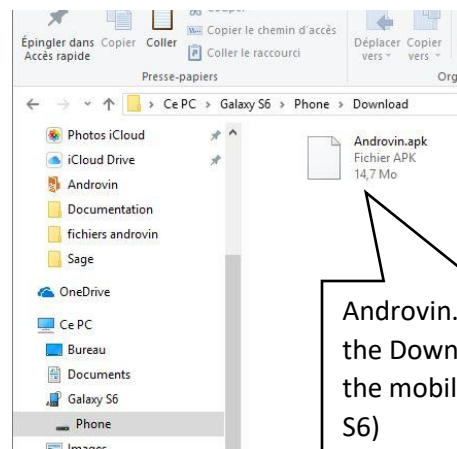 Couper
Copier le chemin d'accès
Coller le raccourci
Épingler dans
Accès rapide
Copier
Coller
Déplacer
vers
Copier
vers
Presse-papiers
Org
Ce PC > Galaxy S6 > Phone > Download
Photos iCloud
iCloud Drive
Androvin
Documentation
fichiers androvin
Sage
OneDrive
Ce PC
Bureau
Documents
Galaxy S6
Phone
Images
Androvin.apk
Fichier APK
14,7 Mo
Androvin.
the Down
the mobil
S6)